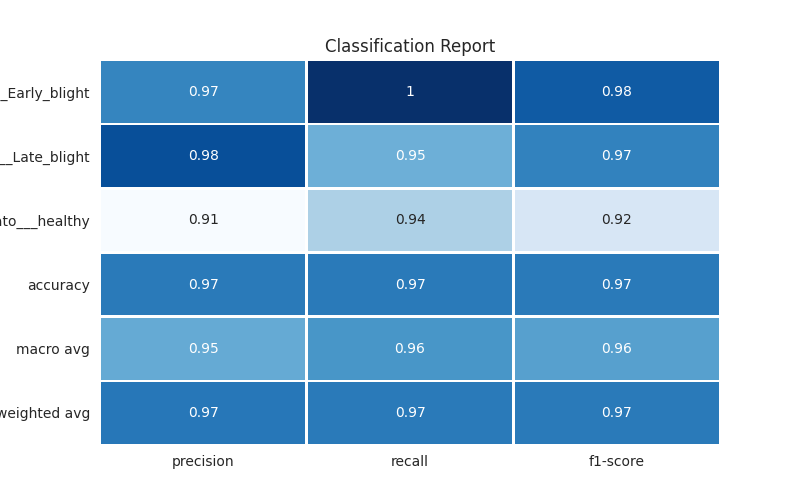 Classification Report
_Early_blight 0.97 1 0.98
__Late_blight 0.98 0.95 0.97
ato___healthy 0.91 0.94 0.92
accuracy 0.97 0.97 0.97
macro avg 0.95 0.96 0.96
weighted avg 0.97 0.97 0.97
precision recall f1-score